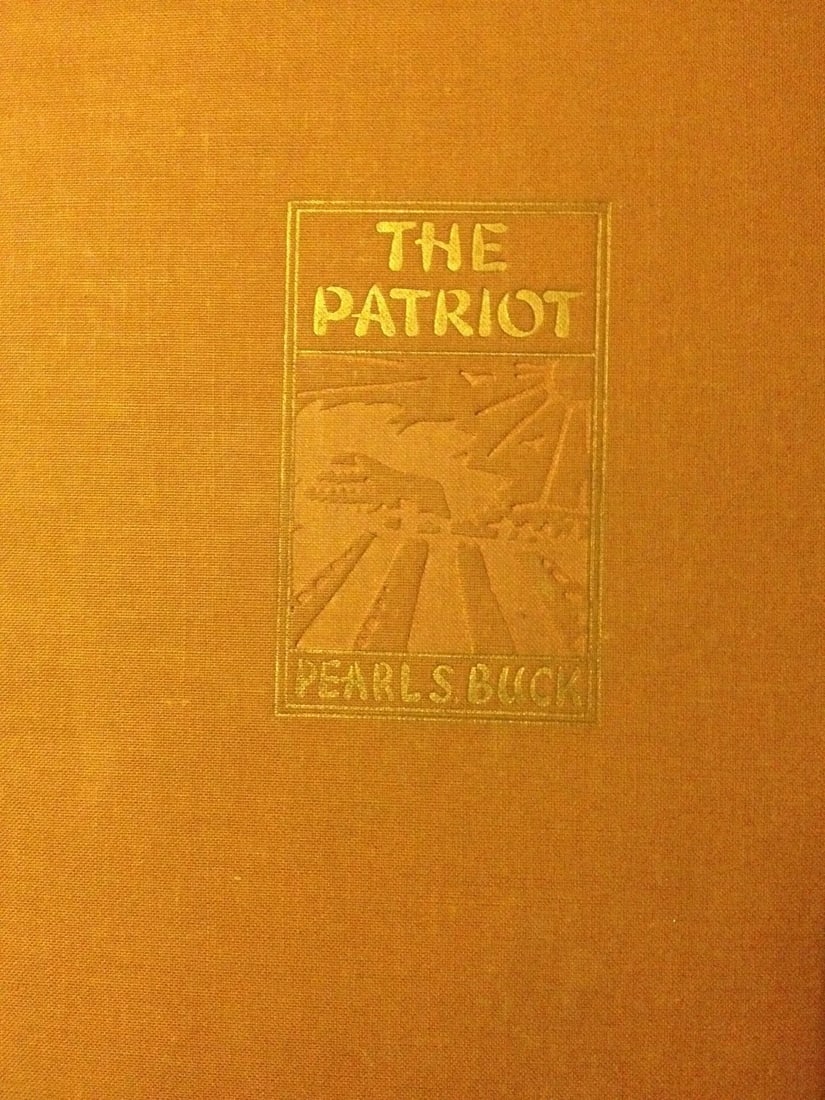 THE
PATRIOT
PEARL S. BUCK